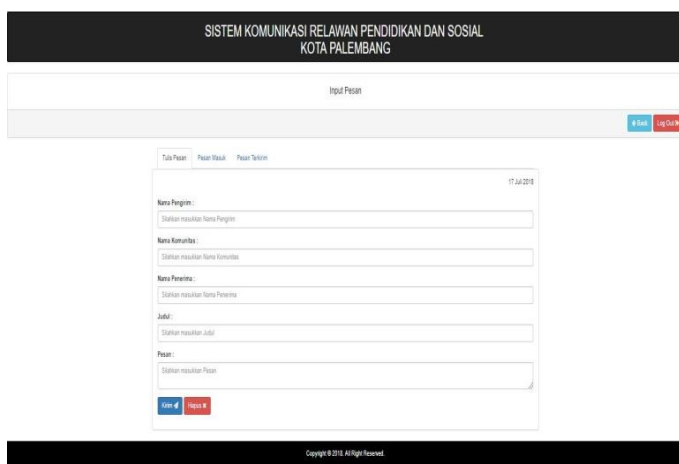 SISTEM KOMUNIKASI RELAWAN PENDIDIKAN DAN SOSIAL
KOTA PALEMBANG
Input Pesan
Back Log Out
Tulis Pesan Pesan Masuk Pesan Terkirim
17 Juli 2018
Nama Pengirim :
Silahkan masukkan Nama Pengirim
Nama Komunitas :
Silahkan masukkan Nama Komunitas
Nama Penerima :
Silahkan masukkan Nama Penerima
Judul :
Silahkan masukkan Judul
Pesan :
Silahkan masukkan Pesan
Kirim Hapus
Copyright © 2018. All Right Reserved.